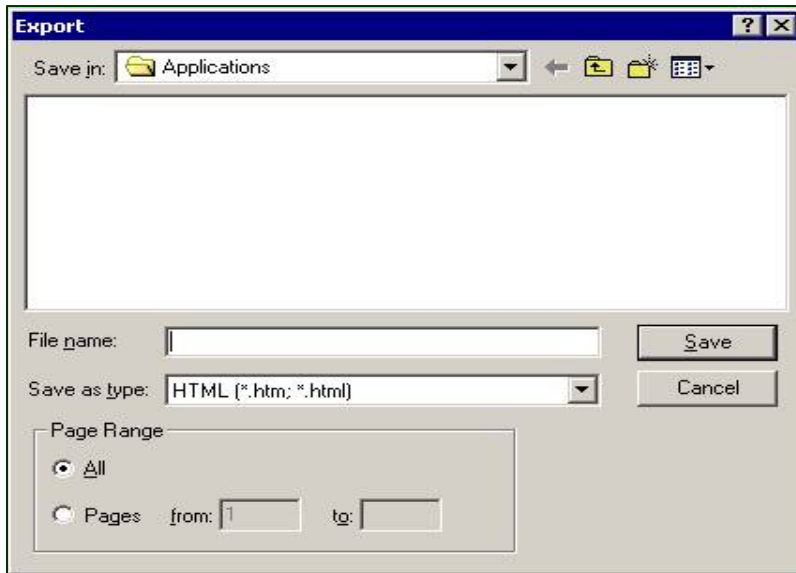 Export
Save in: Applications
File name:
Save
Save as type: HTML (*.htm; *.html)
Cancel
Page Range
All
Pages from: 1 to: